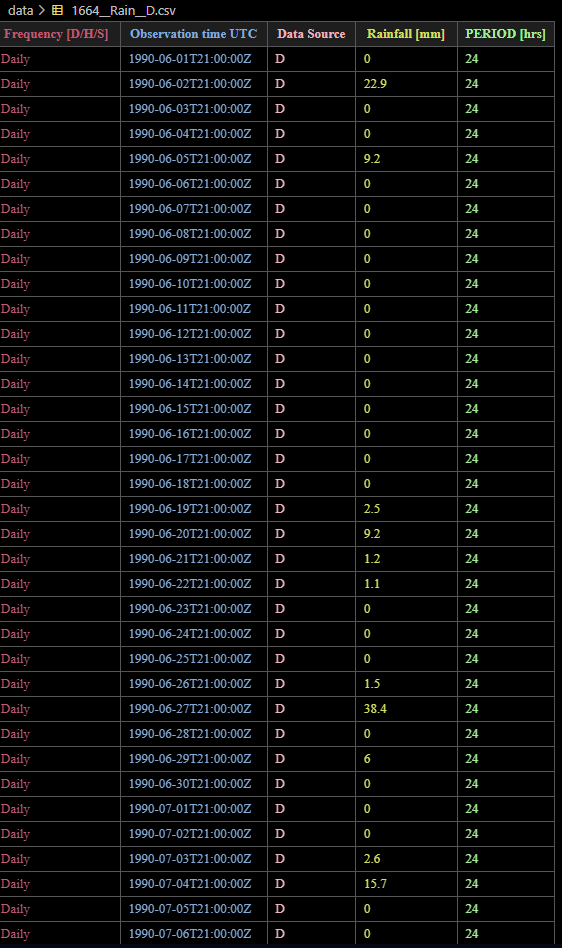 data > 1664__Rain__D.csv
Frequency [D/H/S] Observation time UTC Data Source Rainfall [mm] PERIOD [hrs]
Daily 1990-06-01T21:00:00Z D 0 24
Daily 1990-06-02T21:00:00Z D 22.9 24
Daily 1990-06-03T21:00:00Z D 0 24
Daily 1990-06-04T21:00:00Z D 0 24
Daily 1990-06-05T21:00:00Z D 9.2 24
Daily 1990-06-06T21:00:00Z D 0 24
Daily 1990-06-07T21:00:00Z D 0 24
Daily 1990-06-08T21:00:00Z D 0 24
Daily 1990-06-09T21:00:00Z D 0 24
Daily 1990-06-10T21:00:00Z D 0 24
Daily 1990-06-11T21:00:00Z D 0 24
Daily 1990-06-12T21:00:00Z D 0 24
Daily 1990-06-13T21:00:00Z D 0 24
Daily 1990-06-14T21:00:00Z D 0 24
Daily 1990-06-15T21:00:00Z D 0 24
Daily 1990-06-16T21:00:00Z D 0 24
Daily 1990-06-17T21:00:00Z D 0 24
Daily 1990-06-18T21:00:00Z D 0 24
Daily 1990-06-19T21:00:00Z D 2.5 24
Daily 1990-06-20T21:00:00Z D 9.2 24
Daily 1990-06-21T21:00:00Z D 1.2 24
Daily 1990-06-22T21:00:00Z D 1.1 24
Daily 1990-06-23T21:00:00Z D 0 24
Daily 1990-06-24T21:00:00Z D 0 24
Daily 1990-06-25T21:00:00Z D 0 24
Daily 1990-06-26T21:00:00Z D 1.5 24
Daily 1990-06-27T21:00:00Z D 38.4 24
Daily 1990-06-28T21:00:00Z D 0 24
Daily 1990-06-29T21:00:00Z D 6 24
Daily 1990-06-30T21:00:00Z D 0 24
Daily 1990-07-01T21:00:00Z D 0 24
Daily 1990-07-02T21:00:00Z D 0 24
Daily 1990-07-03T21:00:00Z D 2.6 24
Daily 1990-07-04T21:00:00Z D 15.7 24
Daily 1990-07-05T21:00:00Z D 0 24
Daily 1990-07-06T21:00:00Z D 0 24